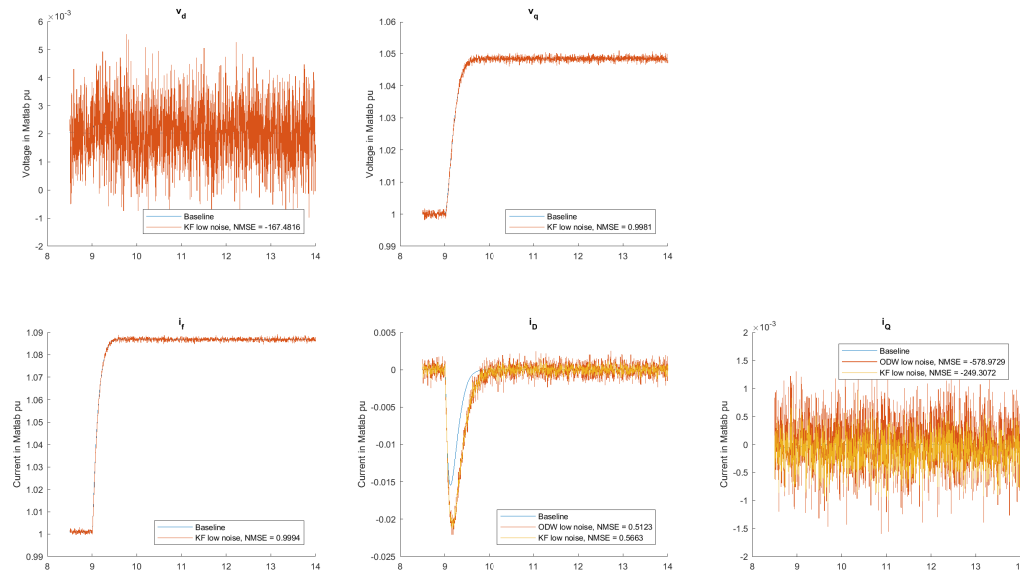 v_d
×10^-3
Voltage in Matlab pu
6
5
4
3
2
1
0
-1
-2
8 9 10 11 12 13 14
Baseline
KF low noise, NMSE = -167.4816
v_q
Voltage in Matlab pu
1.06
1.05
1.04
1.03
1.02
1.01
1
0.99
8 9 10 11 12 13 14
Baseline
KF low noise, NMSE = 0.9981
i_f
Current in Matlab pu
1.09
1.08
1.07
1.06
1.05
1.04
1.03
1.02
1.01
1
0.99
8 9 10 11 12 13 14
Baseline
KF low noise, NMSE = 0.9994
i_D
Current in Matlab pu
0.005
0
-0.005
-0.01
-0.015
-0.02
-0.025
8 9 10 11 12 13 14
Baseline
ODW low noise, NMSE = 0.5123
KF low noise, NMSE = 0.5663
i_Q
×10^-3
Current in Matlab pu
2
1.5
1
0.5
0
-0.5
-1
-1.5
-2
8 9 10 11 12 13
Baseline
ODW low noise, NMSE = -578.9729
KF low noise, NMSE = -249.3072